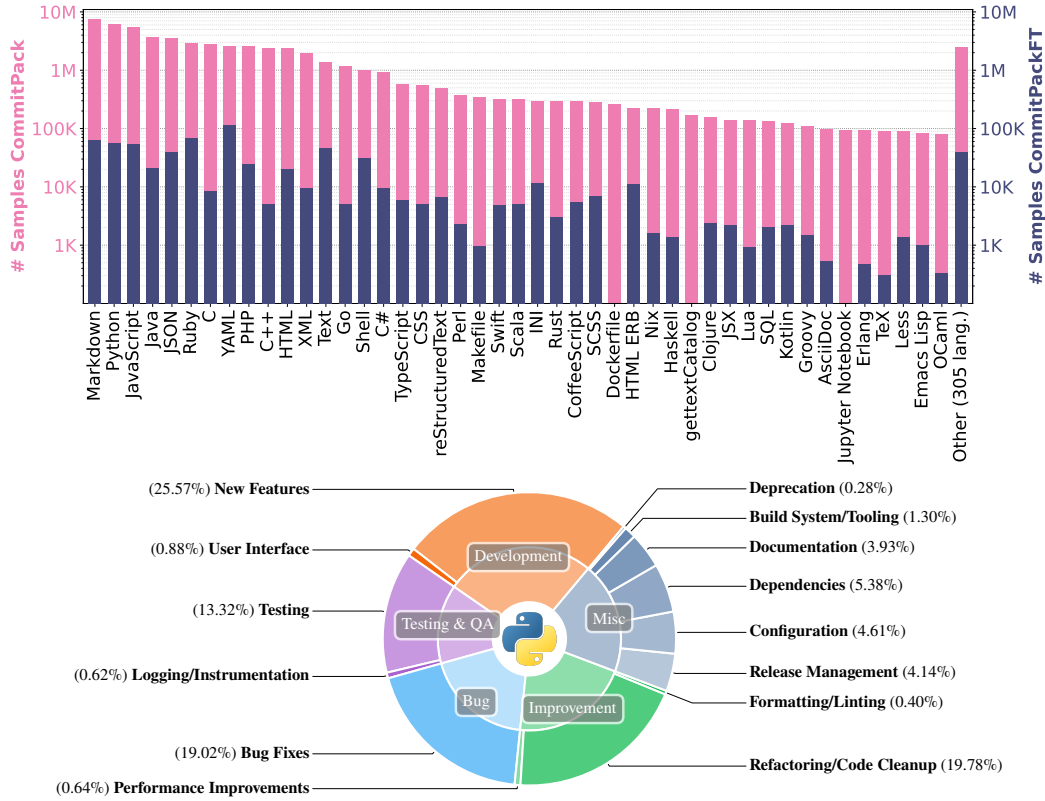 10M
1M
100K
10K
1K
# Samples CommitPack
10M
1M
100K
10K
1K
# Samples CommitPackFT
Markdown
Python
JavaScript
Java
JSON
Ruby
C
YAML
PHP
C++
HTML
XML
Text
Go
Shell
C#
TypeScript
CSS
reStructuredText
Perl
Makefile
Swift
Scala
INI
Rust
CoffeeScript
SCSS
Dockerfile
HTML ERB
Nix
Haskell
gettextCatalog
Clojure
JSX
Lua
SQL
Kotlin
Groovy
AsciiDoc
Jupyter Notebook
Erlang
TeX
Less
Emacs Lisp
OCaml
Other (305 lang.)
(25.57%) New Features
(0.88%) User Interface
(13.32%) Testing
(0.62%) Logging/Instrumentation
(19.02%) Bug Fixes
(0.64%) Performance Improvements
Development
Testing & QA
Misc
Bug
Improvement
Deprecation (0.28%)
Build System/Tooling (1.30%)
Documentation (3.93%)
Dependencies (5.38%)
Configuration (4.61%)
Release Management (4.14%)
Formatting/Linting (0.40%)
Refactoring/Code Cleanup (19.78%)